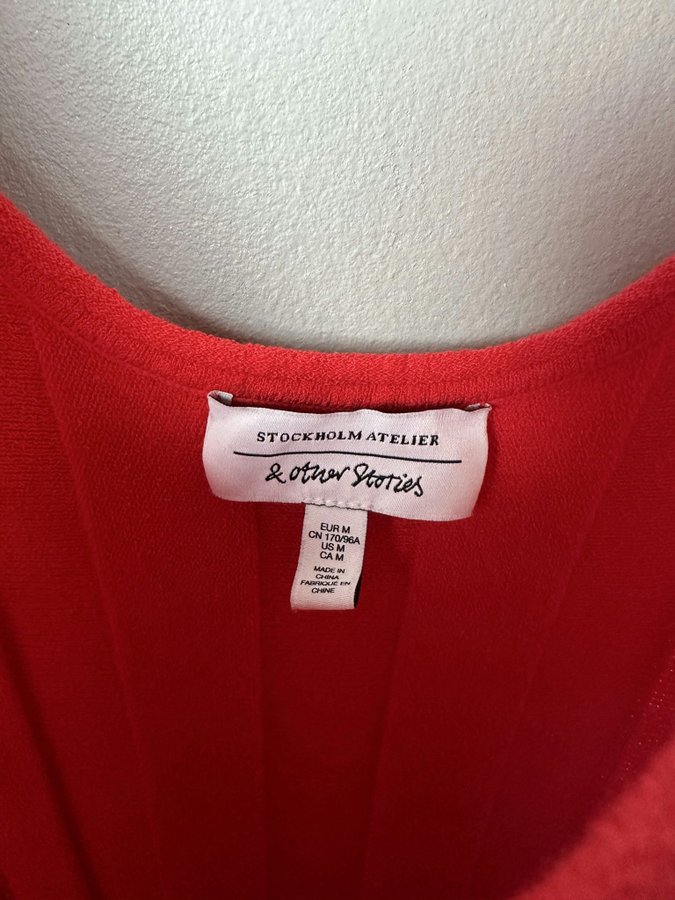 STOCKHOLM ATELIER
& other Stories
EUR M
CN 170/96A
US M
CA M
MADE IN
CHINA
FABRIQUÉ EN
CHINE